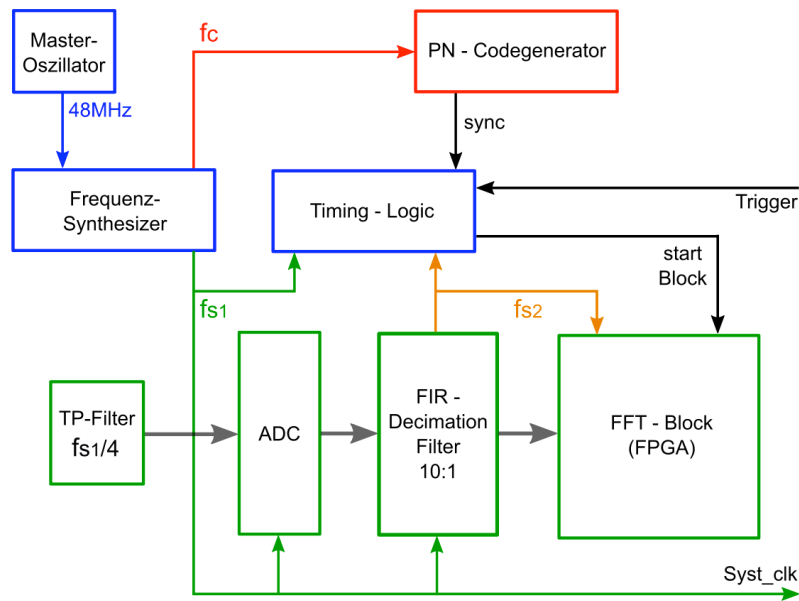 Master-
Oszillator
fc
PN - Codegenerator
48MHz
sync
Frequenz-
Synthesizer
Timing - Logic
Trigger
start
Block
fs1
fs2
TP-Filter
fs1/4
ADC
FIR -
Decimation
Filter
10:1
FFT - Block
(FPGA)
Syst_clk